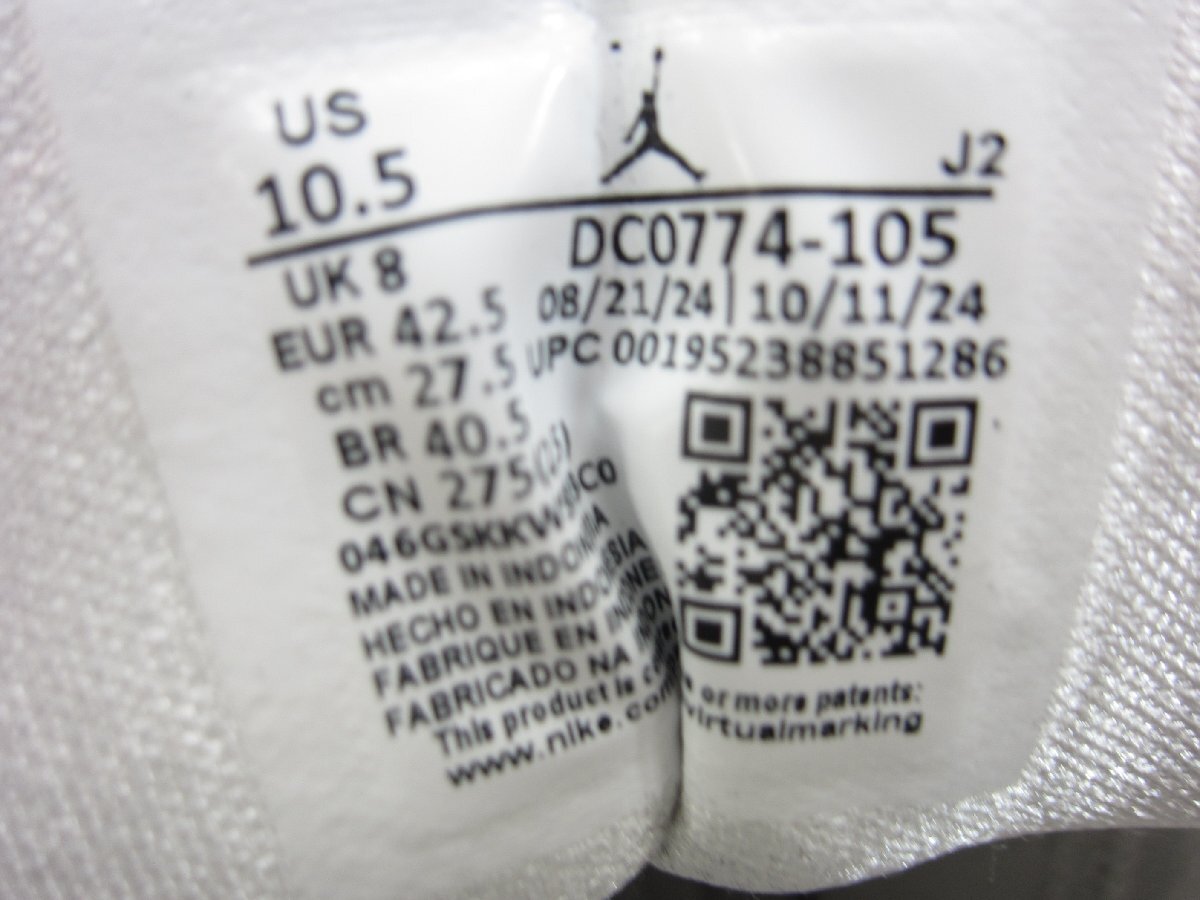 US
10.5
J2
UK 8
EUR 42.5
cm 27.5
BR 40.5
CN 275
DC0774-105
08/21/24 | 10/11/24
UPC 00195238851286
MADE IN INDONESIA
HECHO EN INDONESIA
FABRIQUE EN
FABRICADO NA
This product is
or more patents:
www.nike.com
virtualmarking